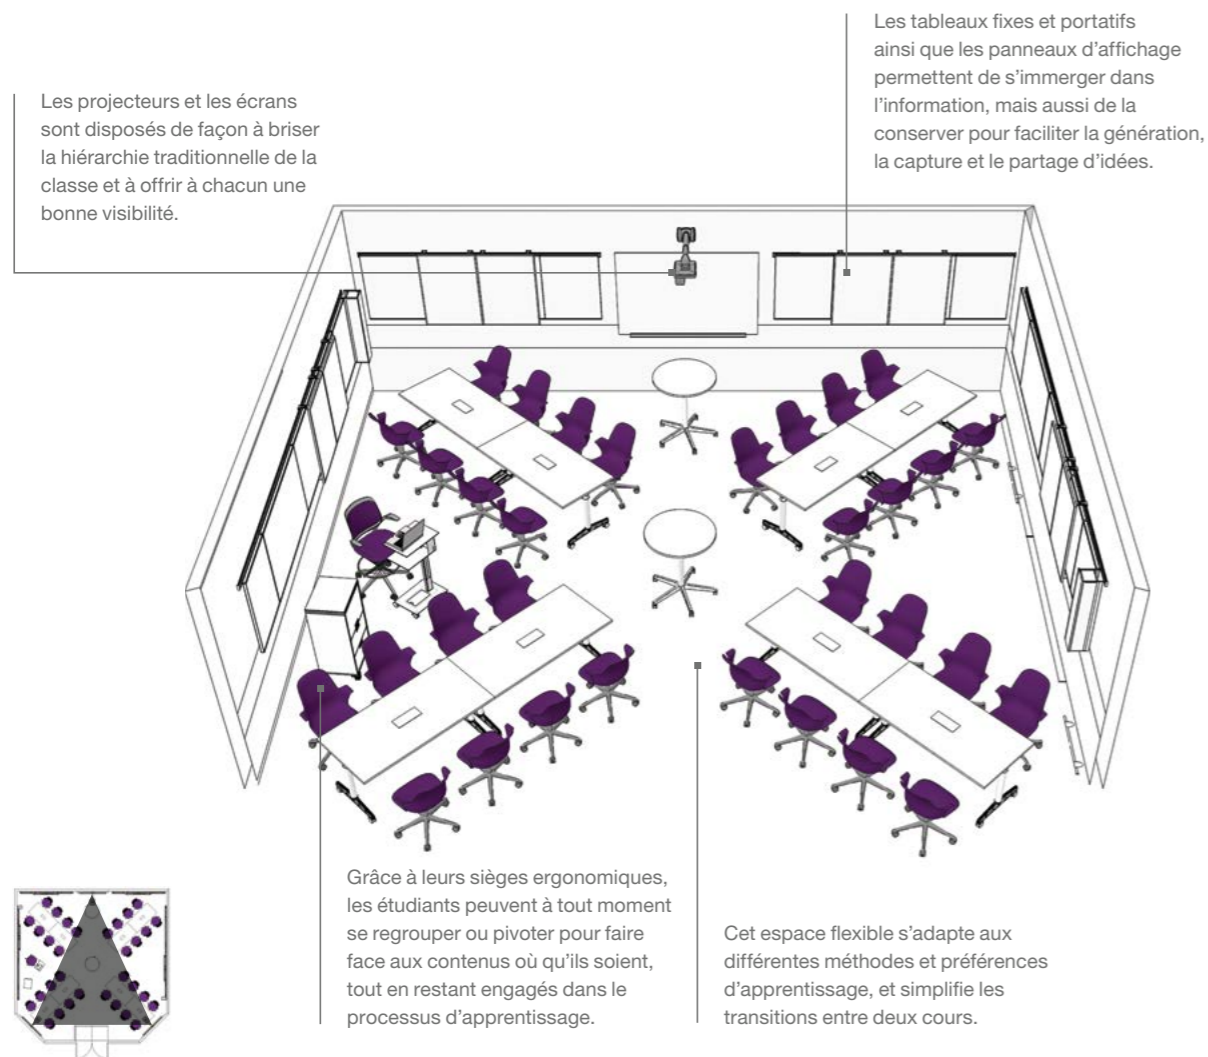 Les tableaux fixes et portatifs
ainsi que les panneaux d’affichage
permettent de s’immerger dans
l’information, mais aussi de la
conserver pour faciliter la génération,
la capture et le partage d’idées.
Les projecteurs et les écrans
sont disposés de façon à briser
la hiérarchie traditionnelle de la
classe et à offrir à chacun une
bonne visibilité.
Grâce à leurs sièges ergonomiques,
les étudiants peuvent à tout moment
se regrouper ou pivoter pour faire
face aux contenus où qu’ils soient,
tout en restant engagés dans le
processus d’apprentissage.
Cet espace flexible s’adapte aux
différentes méthodes et préférences
d’apprentissage, et simplifie les
transitions entre deux cours.